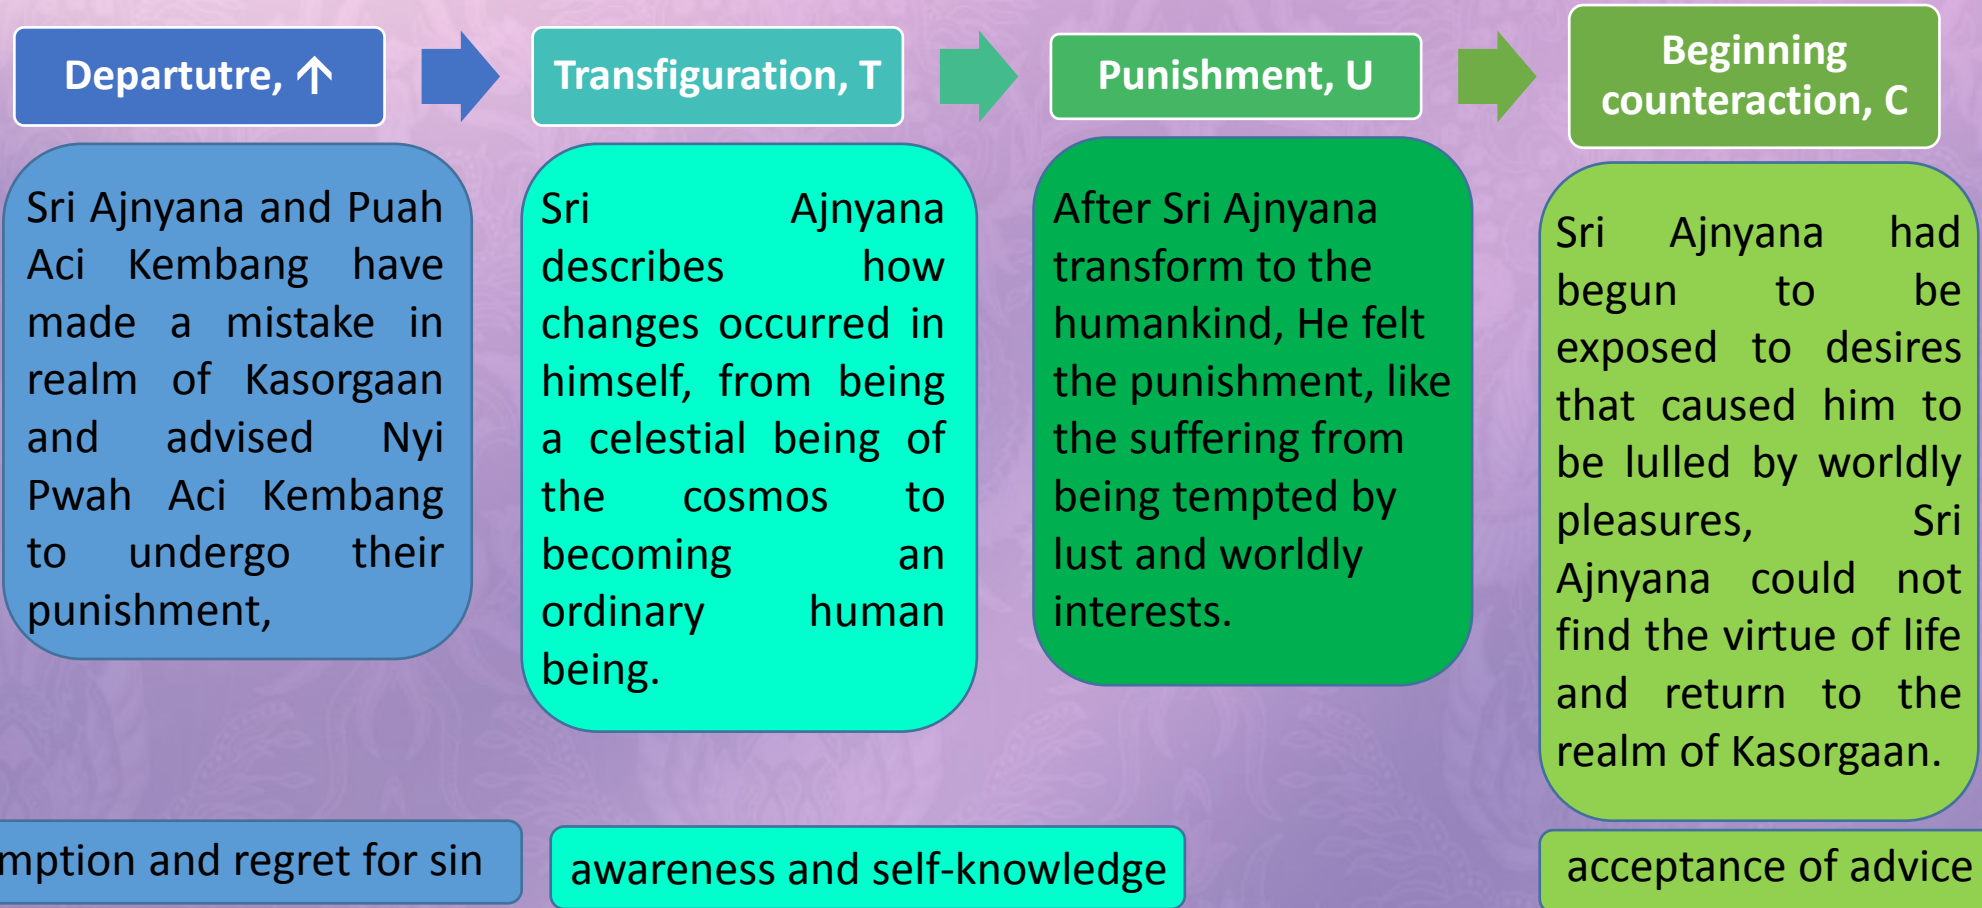 Departutre, ↑
Transfiguration, T
Punishment, U
Beginning
counteraction, C
Sri Ajnyana and Puah
Aci Kembang have
made a mistake in
realm of Kasorgaan
and advised Nyi
Pwah Aci Kembang
to undergo their
punishment,
Sri Ajnyana
describes how
changes occurred in
himself, from being
a celestial being of
the cosmos to
becoming an
ordinary human
being.
After Sri Ajnyana
transform to the
humankind, He felt
the punishment, like
the suffering from
being tempted by
lust and worldly
interests.
Sri Ajnyana had
begun to be
exposed to desires
that caused him to
be lulled by worldly
pleasures, Sri
Ajnyana could not
find the virtue of life
and return to the
realm of Kasorgaan.
mption and regret for sin
awareness and self-knowledge
acceptance of advice